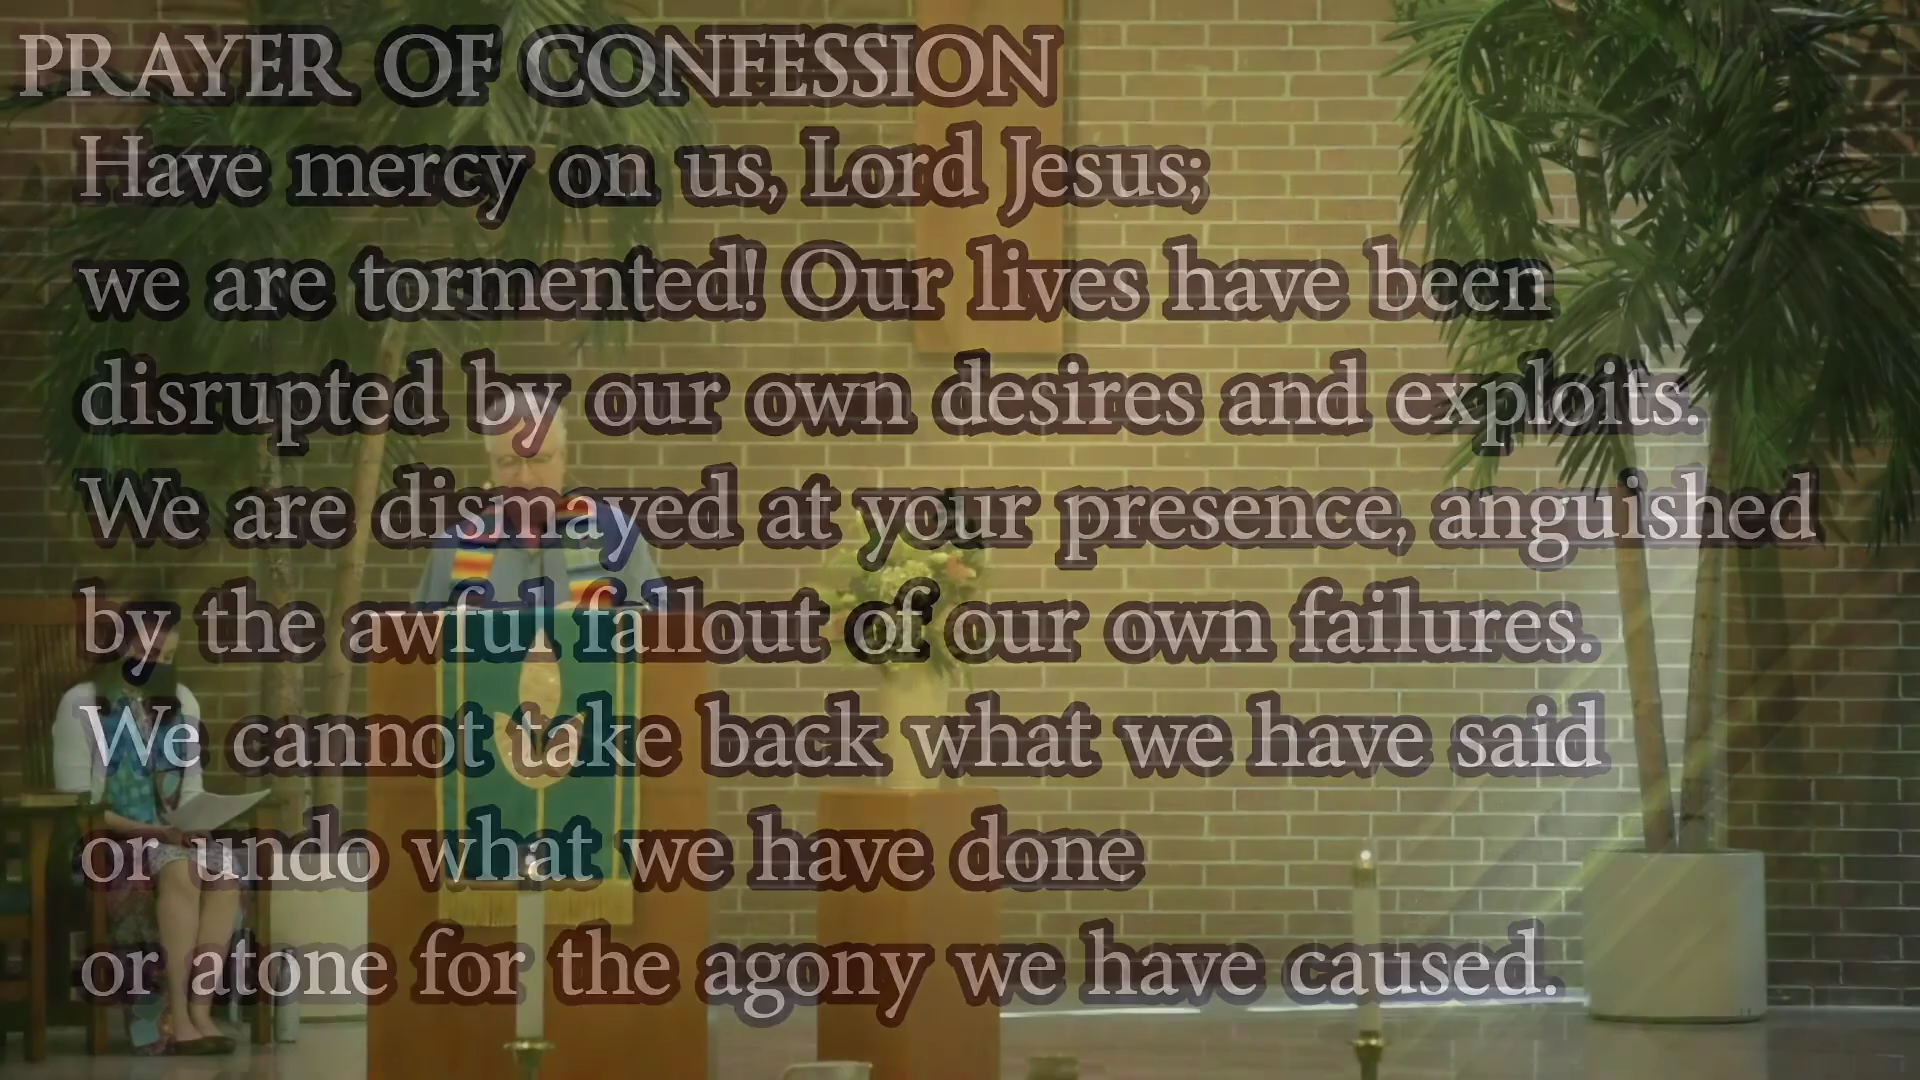 PRAYER OF CONFESSION
Have mercy on us, Lord Jesus;
we are tormented! Our lives have been
disrupted by our own desires and exploits.
We are dismayed at your presence, anguished
by the awful fallout of our own failures.
We cannot take back what we have said
or undo what we have done
or atone for the agony we have caused.